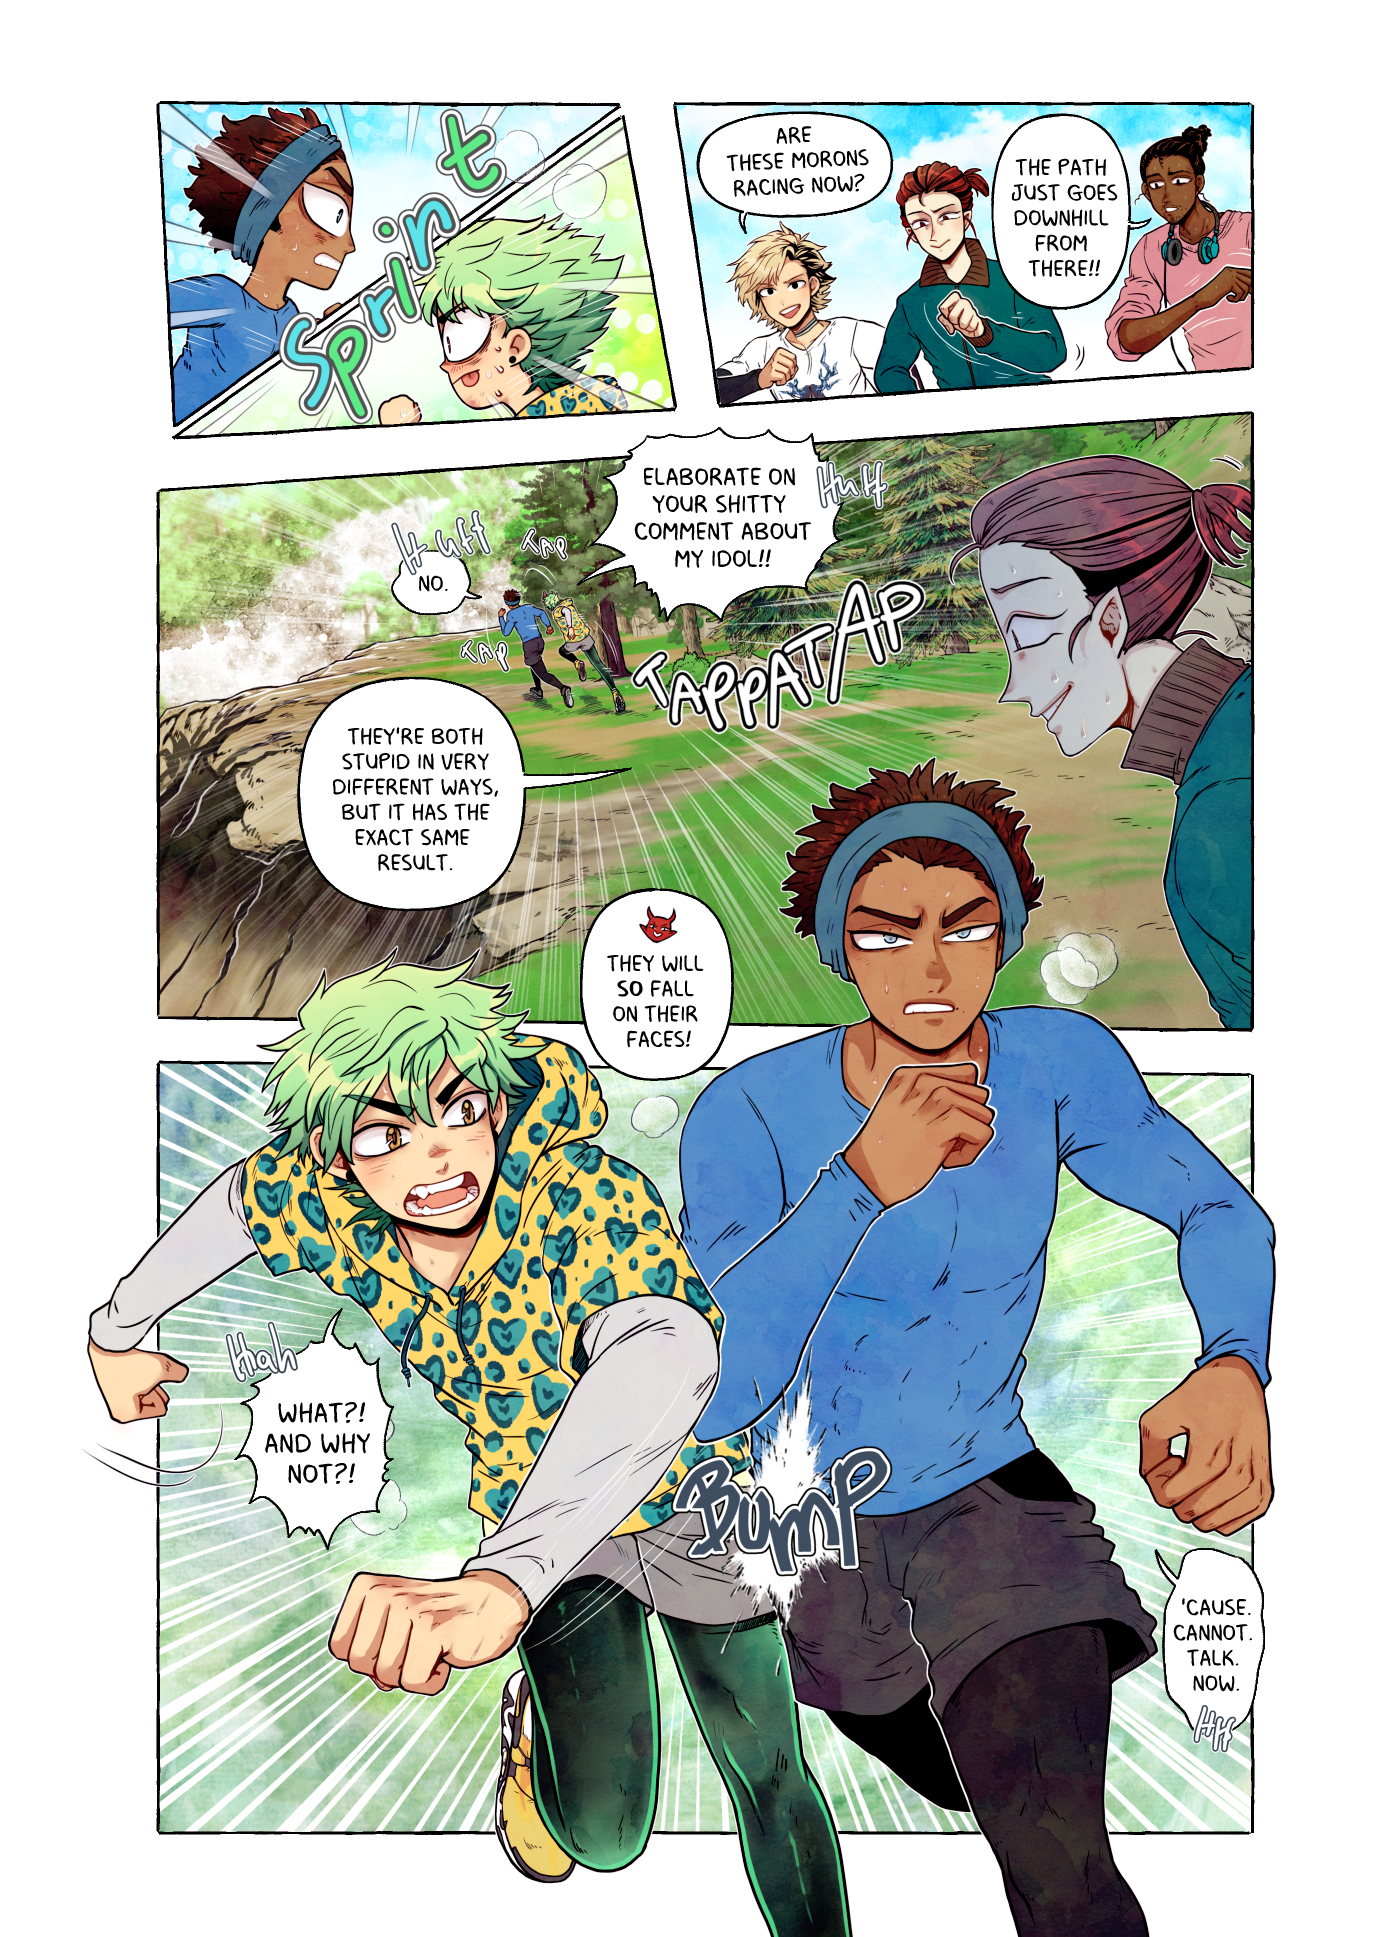 Sprint
ARE
THESE MORONS
RACING NOW?
THE PATH
JUST GOES
DOWNHILL
FROM
THERE!!
ELABORATE ON
YOUR SHITTY
COMMENT ABOUT
MY IDOL!!
HUH
Huff
NO.
TAP
TAP
TAPPATAP
THEY'RE BOTH
STUPID IN VERY
DIFFERENT WAYS,
BUT IT HAS THE
EXACT SAME
RESULT.
THEY WILL
SO FALL
ON THEIR
FACES!
Hah
WHAT?!
AND WHY
NOT?!
BUMP
'CAUSE.
CANNOT.
TALK.
NOW.
HH